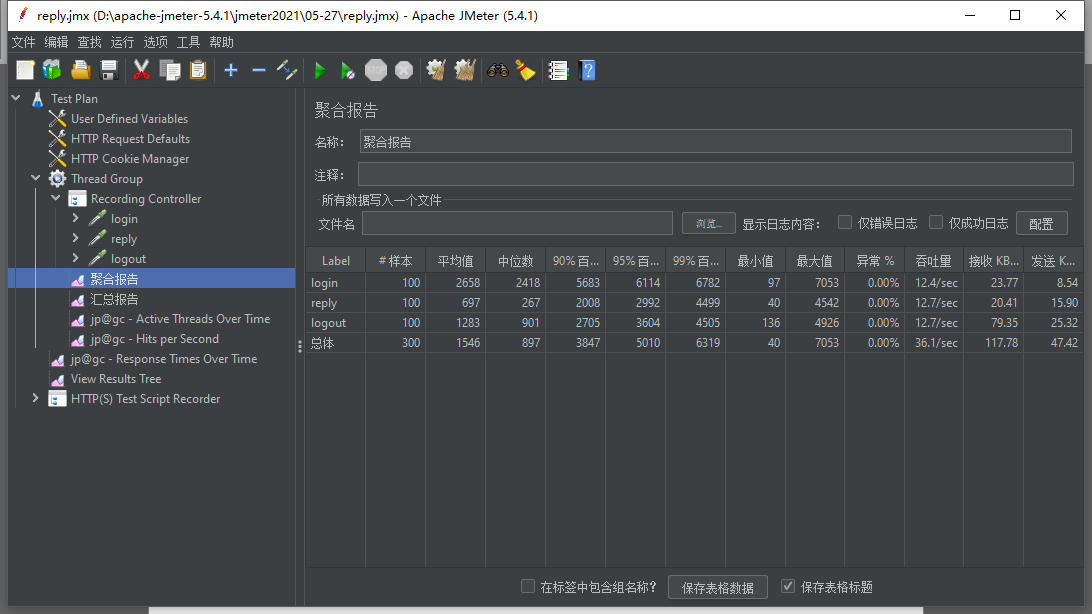 reply.jmx (D:\apache-jmeter-5.4.1\jmeter2021\05-27\reply.jmx) - Apache JMeter (5.4.1)
文件 编辑 查找 运行 选项 工具 帮助
Test Plan
User Defined Variables
HTTP Request Defaults
HTTP Cookie Manager
Thread Group
Recording Controller
login
reply
logout
聚合报告
汇总报告
jp@gc - Active Threads Over Time
jp@gc - Hits per Second
jp@gc - Response Times Over Time
View Results Tree
HTTP(S) Test Script Recorder
聚合报告
名称： 聚合报告
注释：
所有数据写入一个文件
文件名 浏览... 显示日志内容： 仅错误日志 仅成功日志 配置
Label # 样本 平均值 中位数 90% 百... 95% 百... 99% 百... 最小值 最大值 异常 % 吞吐量 接收 KB... 发送 K...
login 100 2658 2418 5683 6114 6782 97 7053 0.00% 12.4/sec 23.77 8.54
reply 100 697 267 2008 2992 4499 40 4542 0.00% 12.7/sec 20.41 15.90
logout 100 1283 901 2705 3604 4505 136 4926 0.00% 12.7/sec 79.35 25.32
总体 300 1546 897 3847 5010 6319 40 7053 0.00% 36.1/sec 117.78 47.42
在标签中包含组名称？ 保存表格数据 保存表格标题